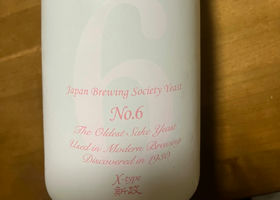 6
Japan Brewing Society Yeast
No.6
The Oldest Sake Yeast
Used in Modern Brewing
Discovered in 1930
X-type
新政